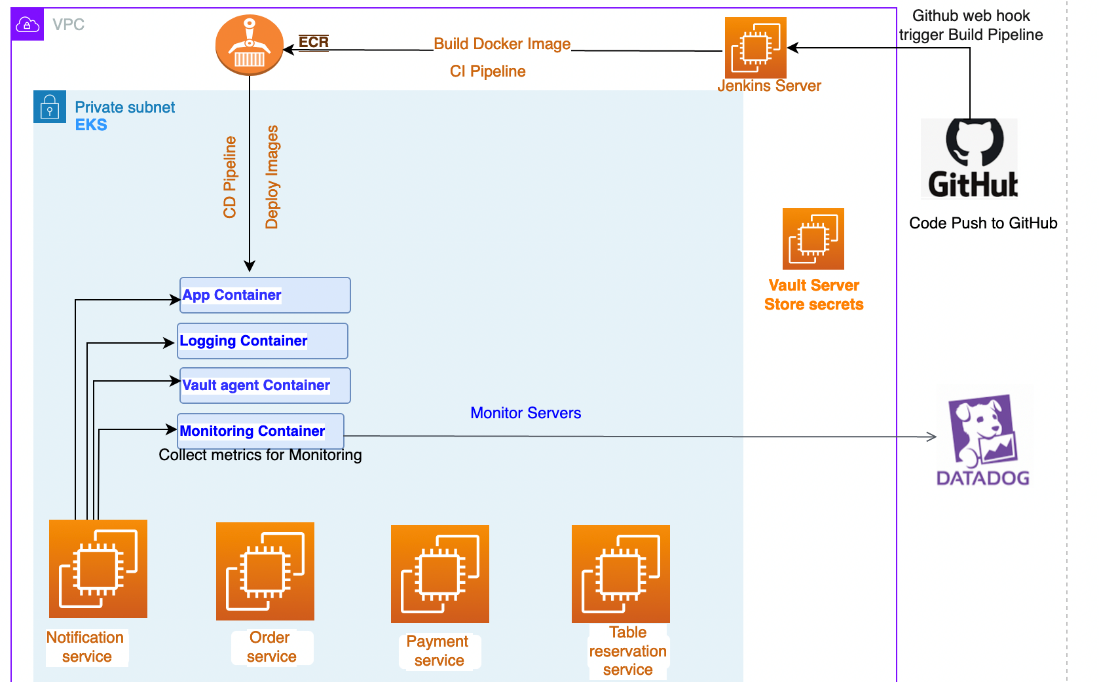 VPC
Github web hook
trigger Build Pipeline
ECR
Build Docker Image
CI Pipeline
Jenkins Server
Private subnet
EKS
CD Pipeline
Deploy Images
GitHub
Code Push to GitHub
Vault Server
Store secrets
App Container
Logging Container
Vault agent Container
Monitoring Container
Collect metrics for Monitoring
Monitor Servers
DATADOG
Notification
service
Order
service
Payment
service
Table
reservation
service